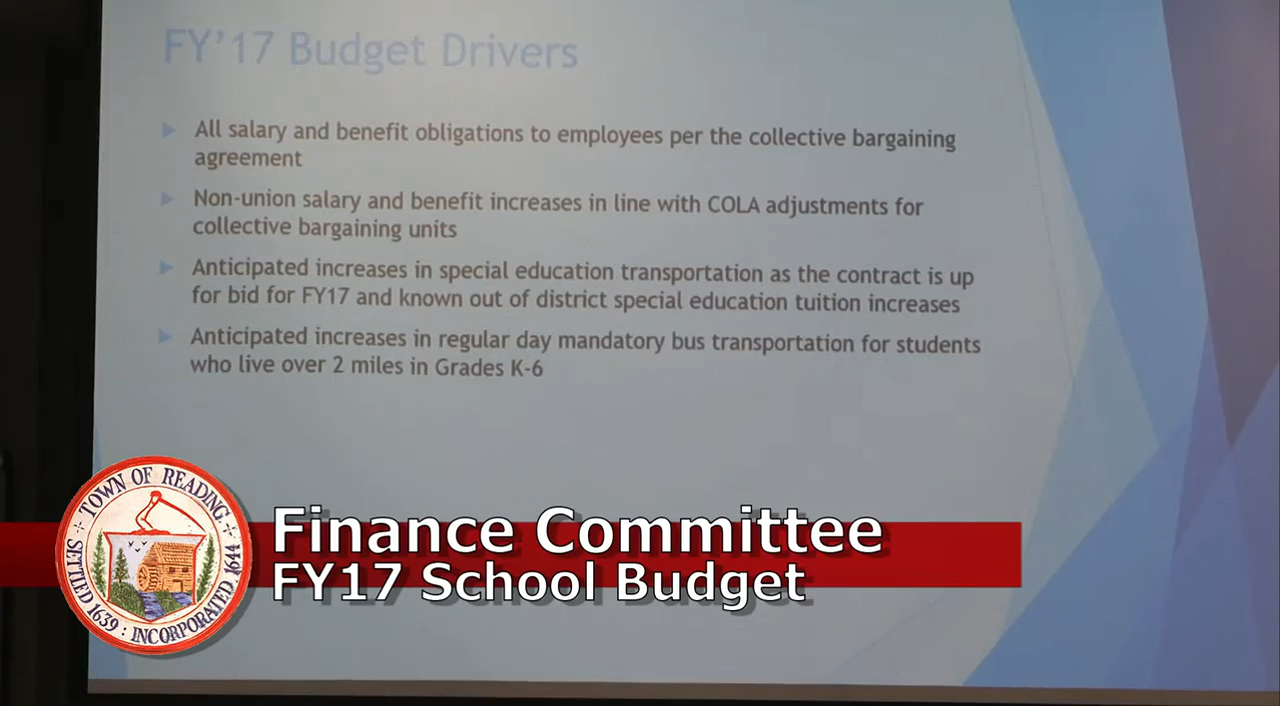 FY'17 Budget Drivers
All salary and benefit obligations to employees per the collective bargaining
agreement
Non-union salary and benefit increases in line with COLA adjustments for
collective bargaining units
Anticipated increases in special education transportation as the contract is up
for bid for FY17 and known out of district special education tuition increases
Anticipated increases in regular day mandatory bus transportation for students
who live over 2 miles in Grades K-6
TOWN OF READING
SETTLED 1639 : INCORPORATED 1644
Finance Committee
FY17 School Budget